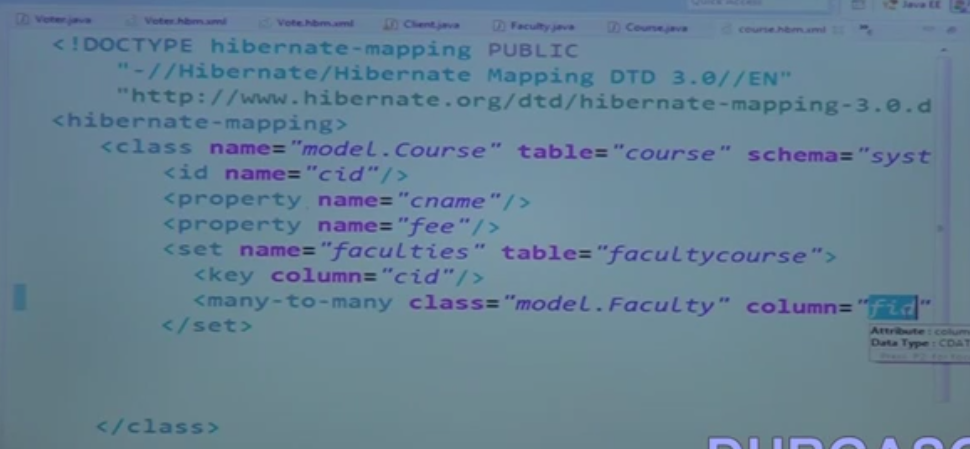 Quick Access
Java EE
Voter.java Voter.hbm.xml Vote.hbm.xml Client.java Faculty.java Course.java course.hbm.xml
<!DOCTYPE hibernate-mapping PUBLIC
"-//Hibernate/Hibernate Mapping DTD 3.0//EN"
"http://www.hibernate.org/dtd/hibernate-mapping-3.0.d
<hibernate-mapping>
<class name="model.Course" table="course" schema="syst
<id name="cid"/>
<property name="cname"/>
<property name="fee"/>
<set name="faculties" table="facultycourse">
<key column="cid"/>
<many-to-many class="model.Faculty" column="fid"
</set>
Attribute : colum
Data Type : CDAT
</class>
DURGASO